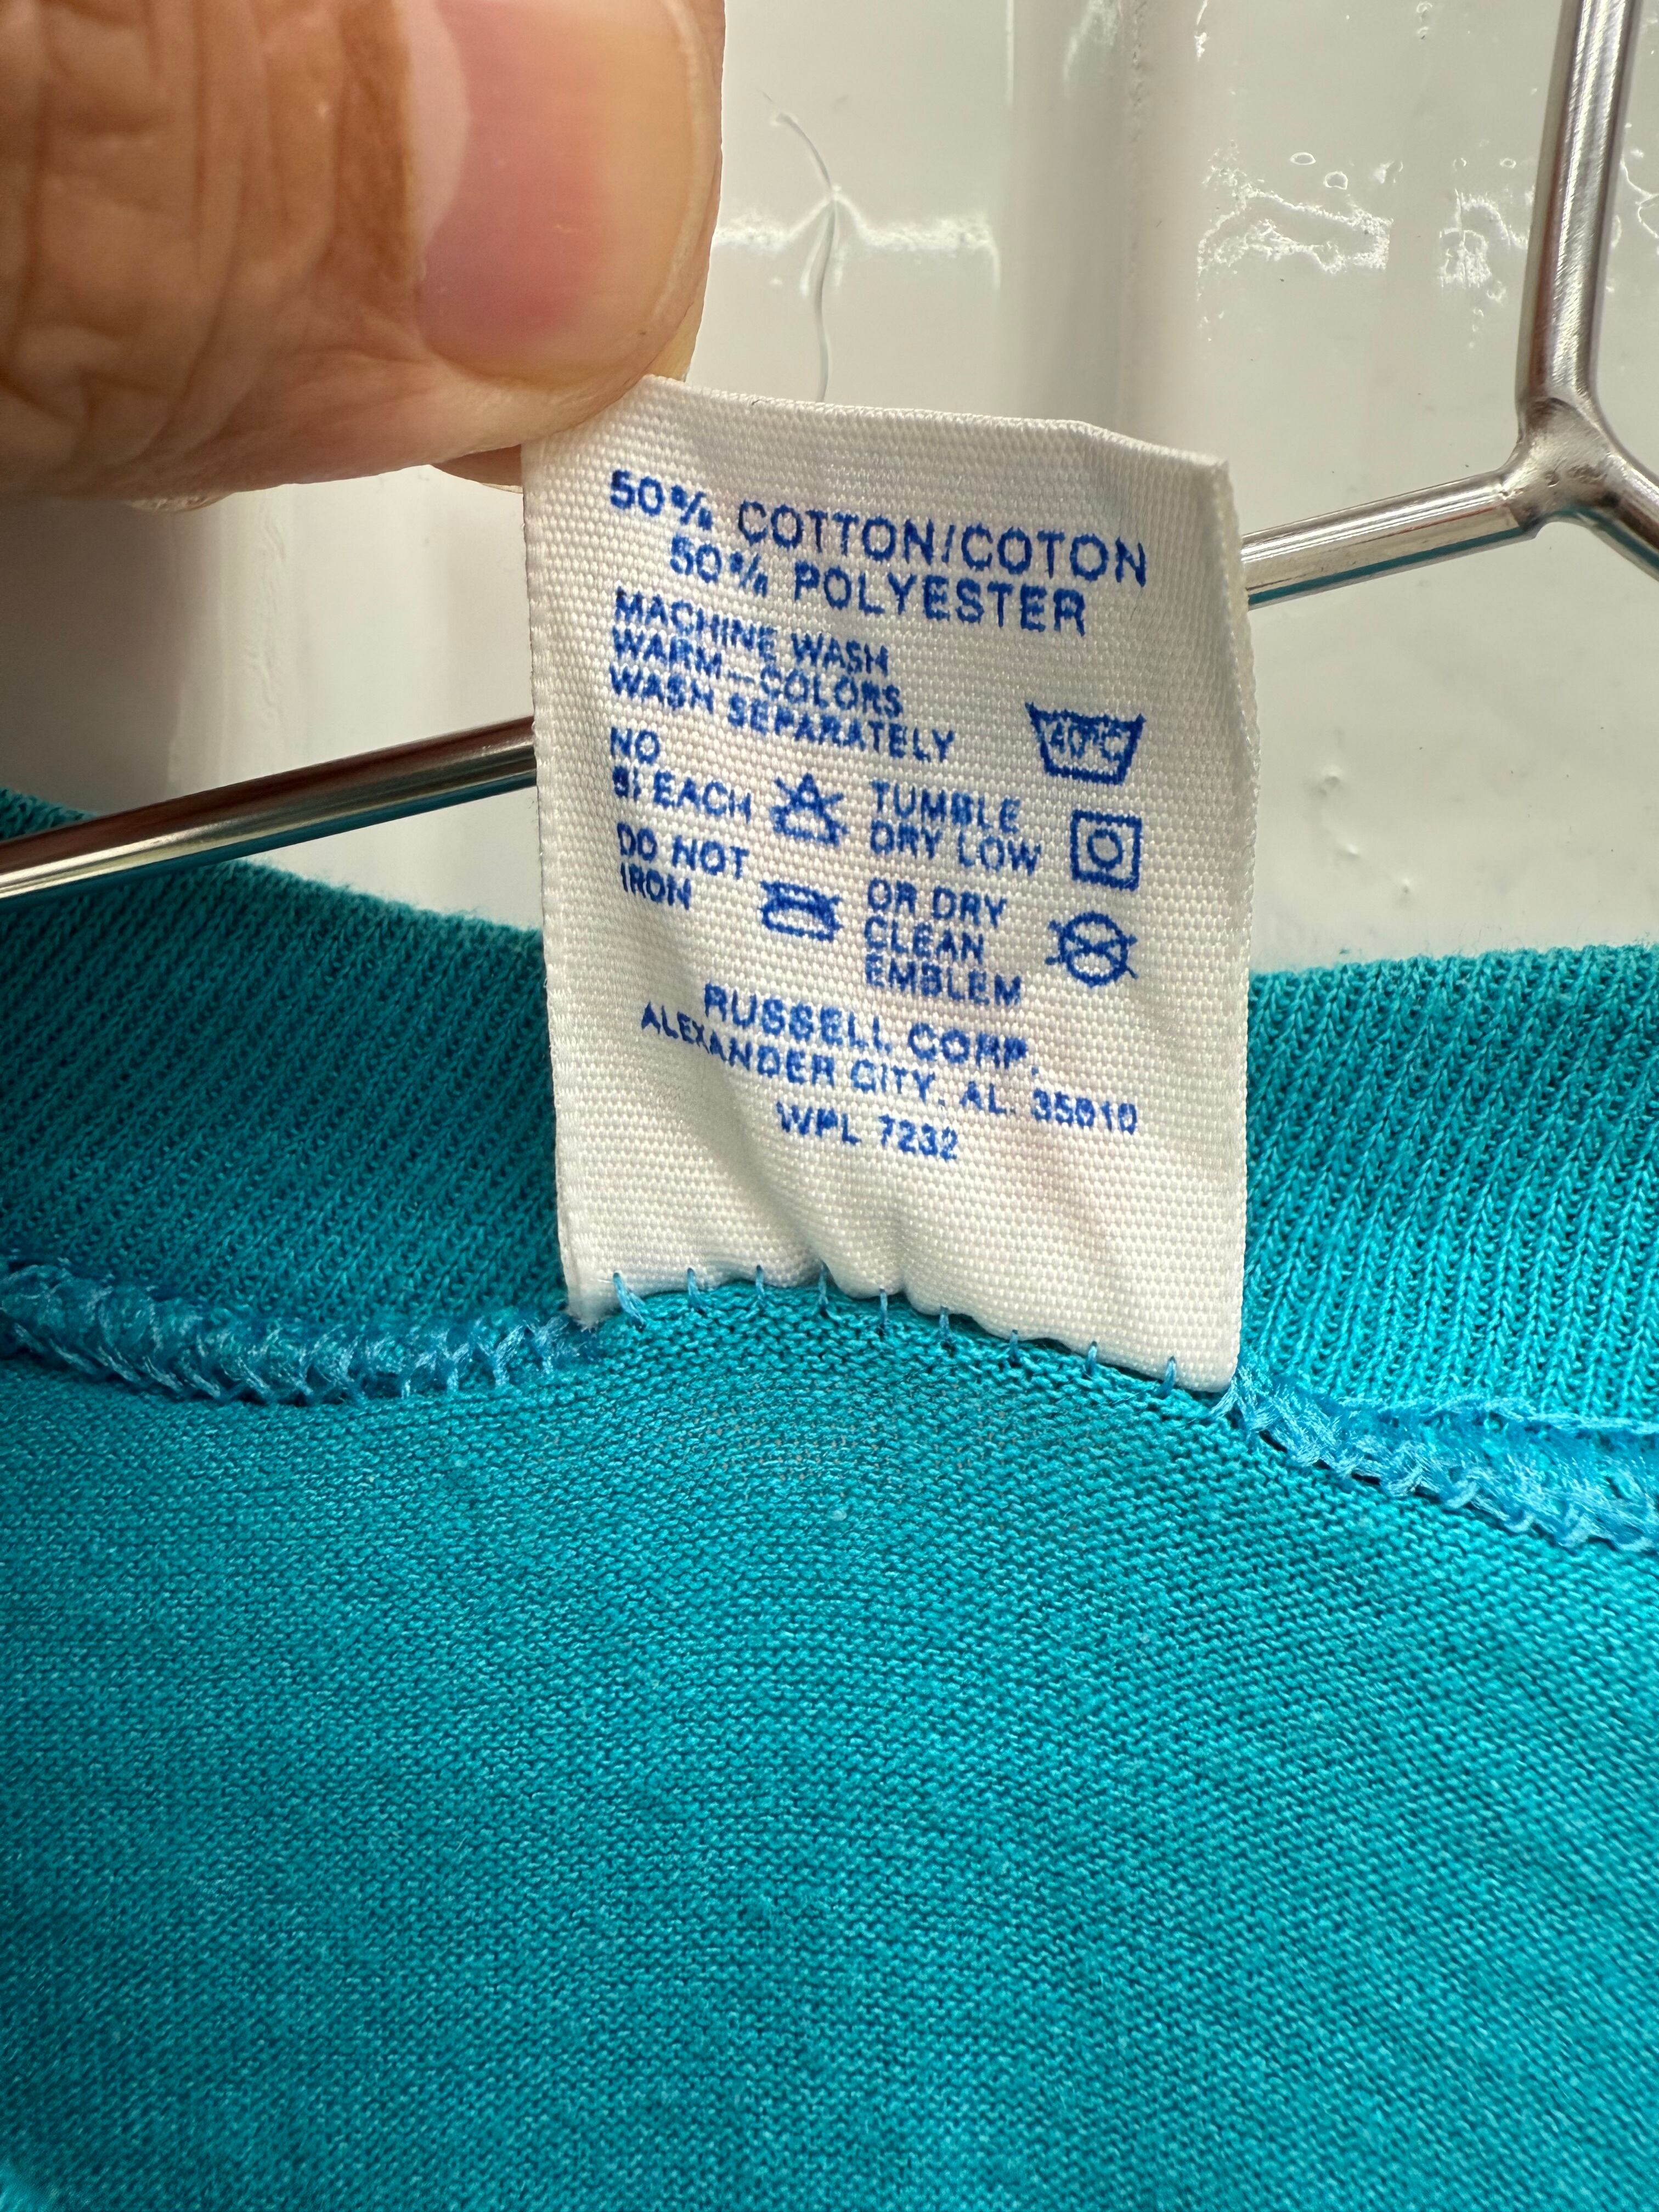 50% COTTON/COTON
50% POLYESTER
MACHINE WASH
WARM—COLORS
WASH SEPARATELY
40°C
NO
BLEACH
TUMBLE
DRY LOW
DO NOT
IRON
OR DRY
CLEAN
EMBLEM
RUSSELL CORP.
ALEXANDER CITY, AL. 35010
WPL 7232